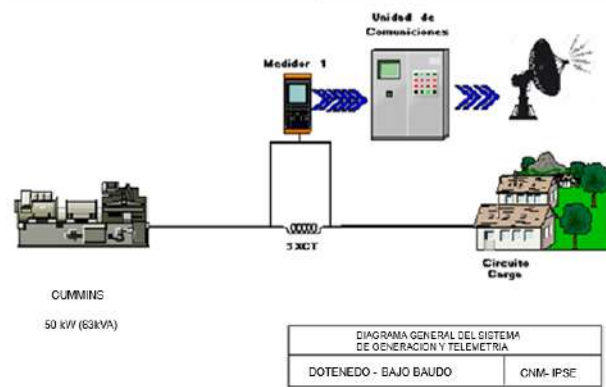 Unidad de
Comuniciones
Medidor 1
3 XCT
Circuito
Carga
CUMMINS
50 kW (63kVA)
DIAGRAMA GENERAL DEL SISTEMA
DE GENERACION Y TELEMETRIA
DOTENEDO - BAJO BAUDO
CNM- IPSE